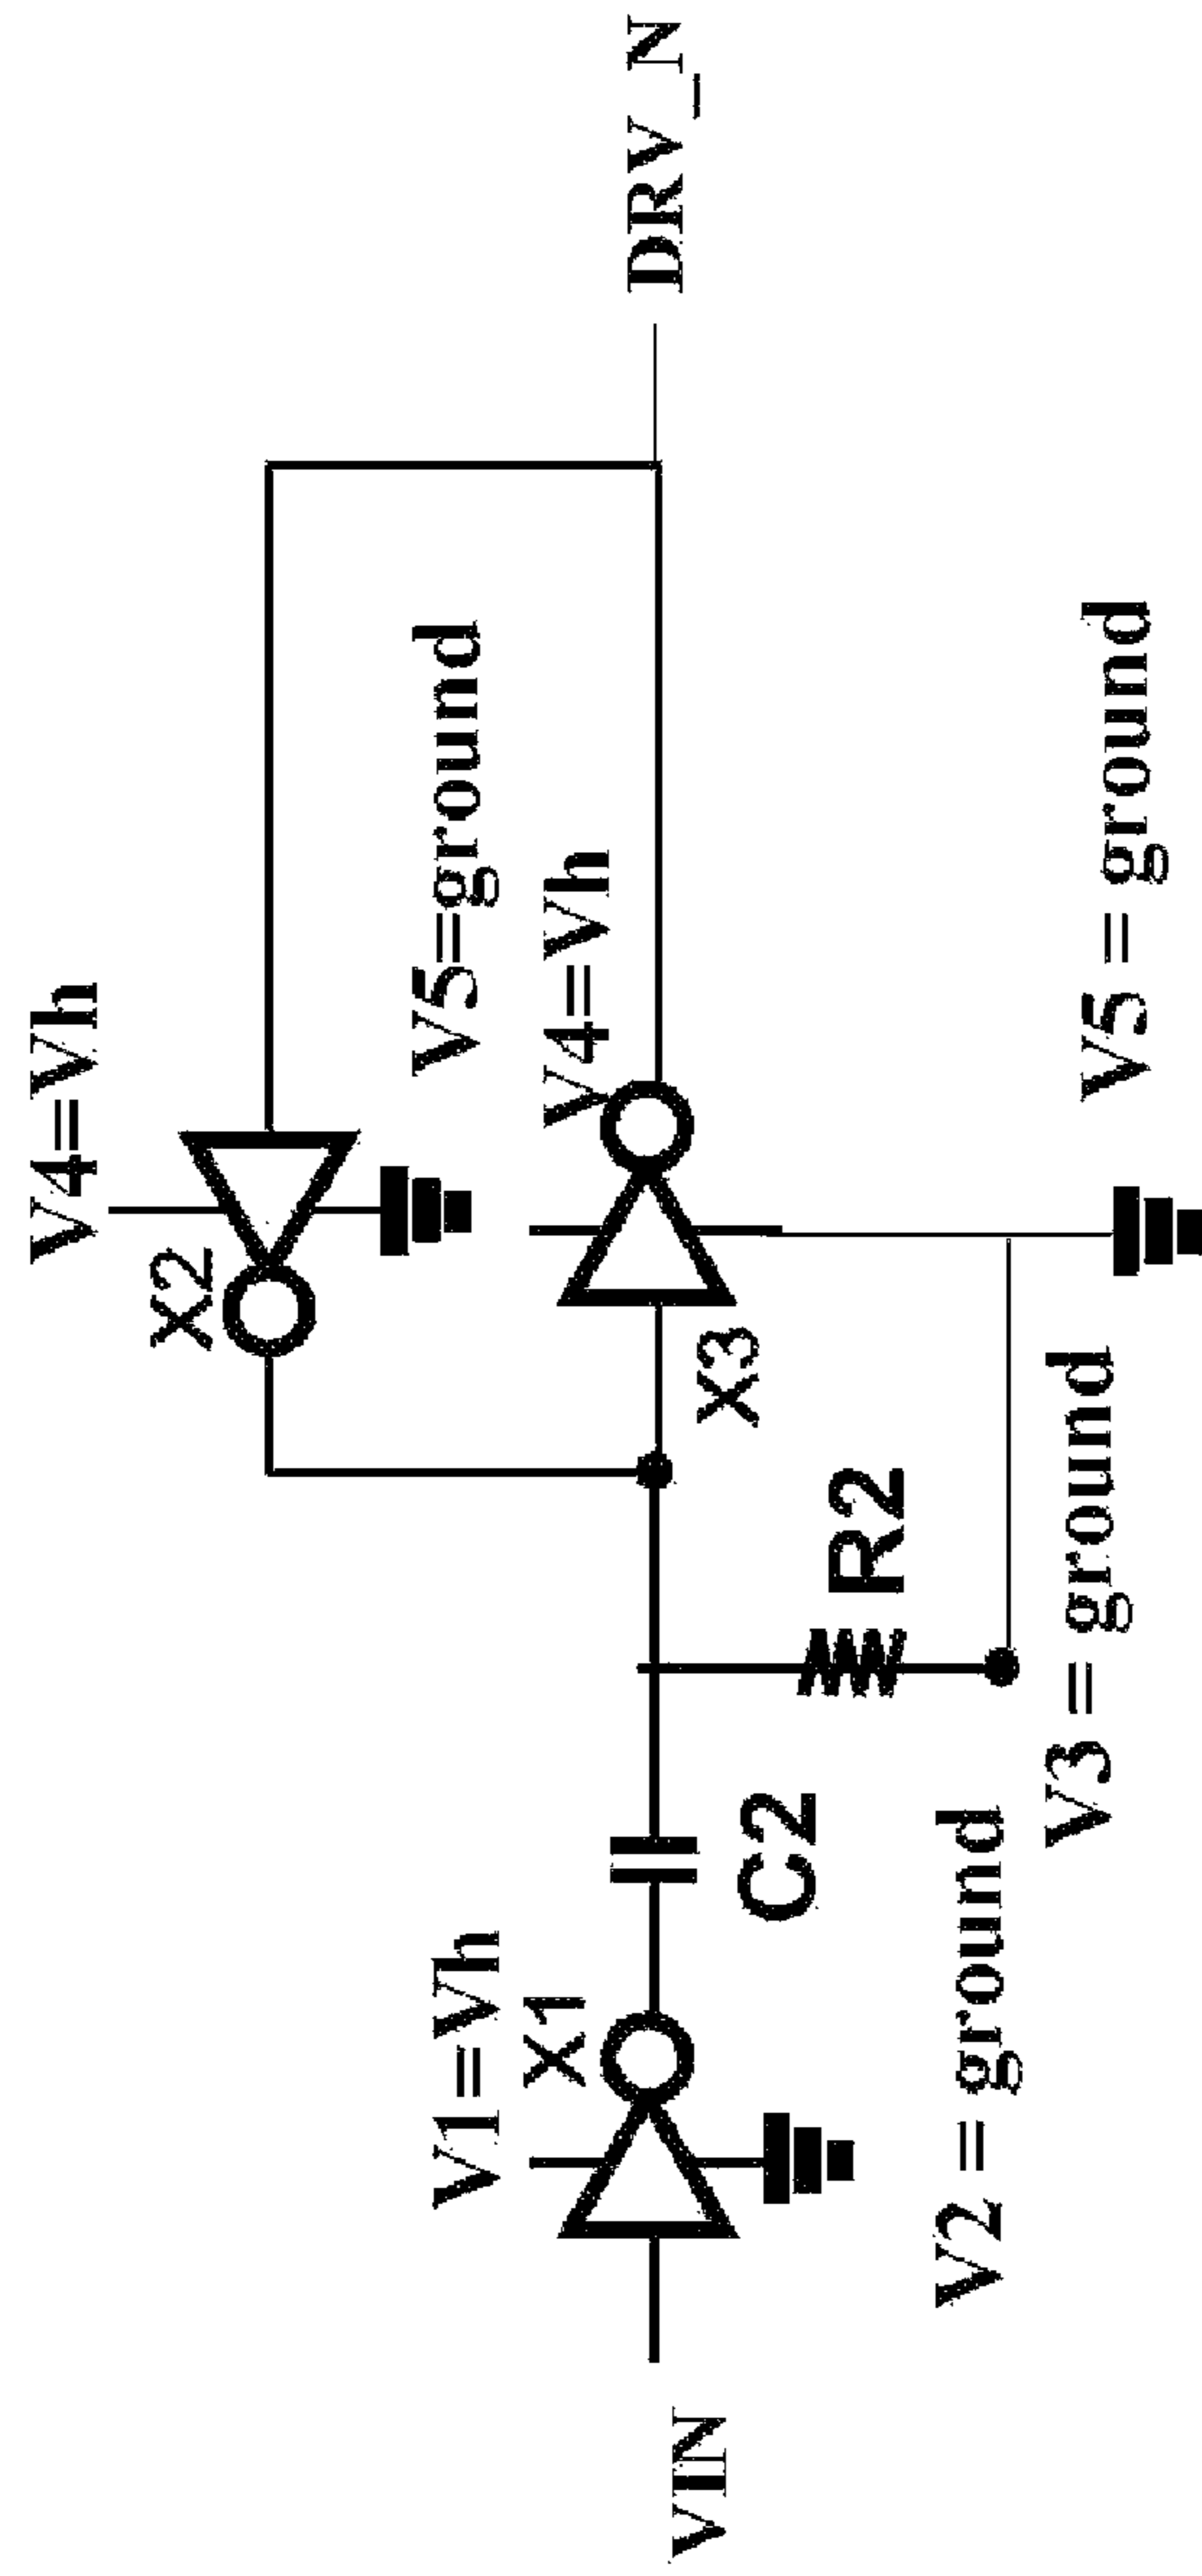 V4=Vh
X2
V5=ground
V4=Vh
DRV_N
X3
V1=Vh
X1
VIN
C2
R2
V2 = ground
V3 = ground
V5 = ground